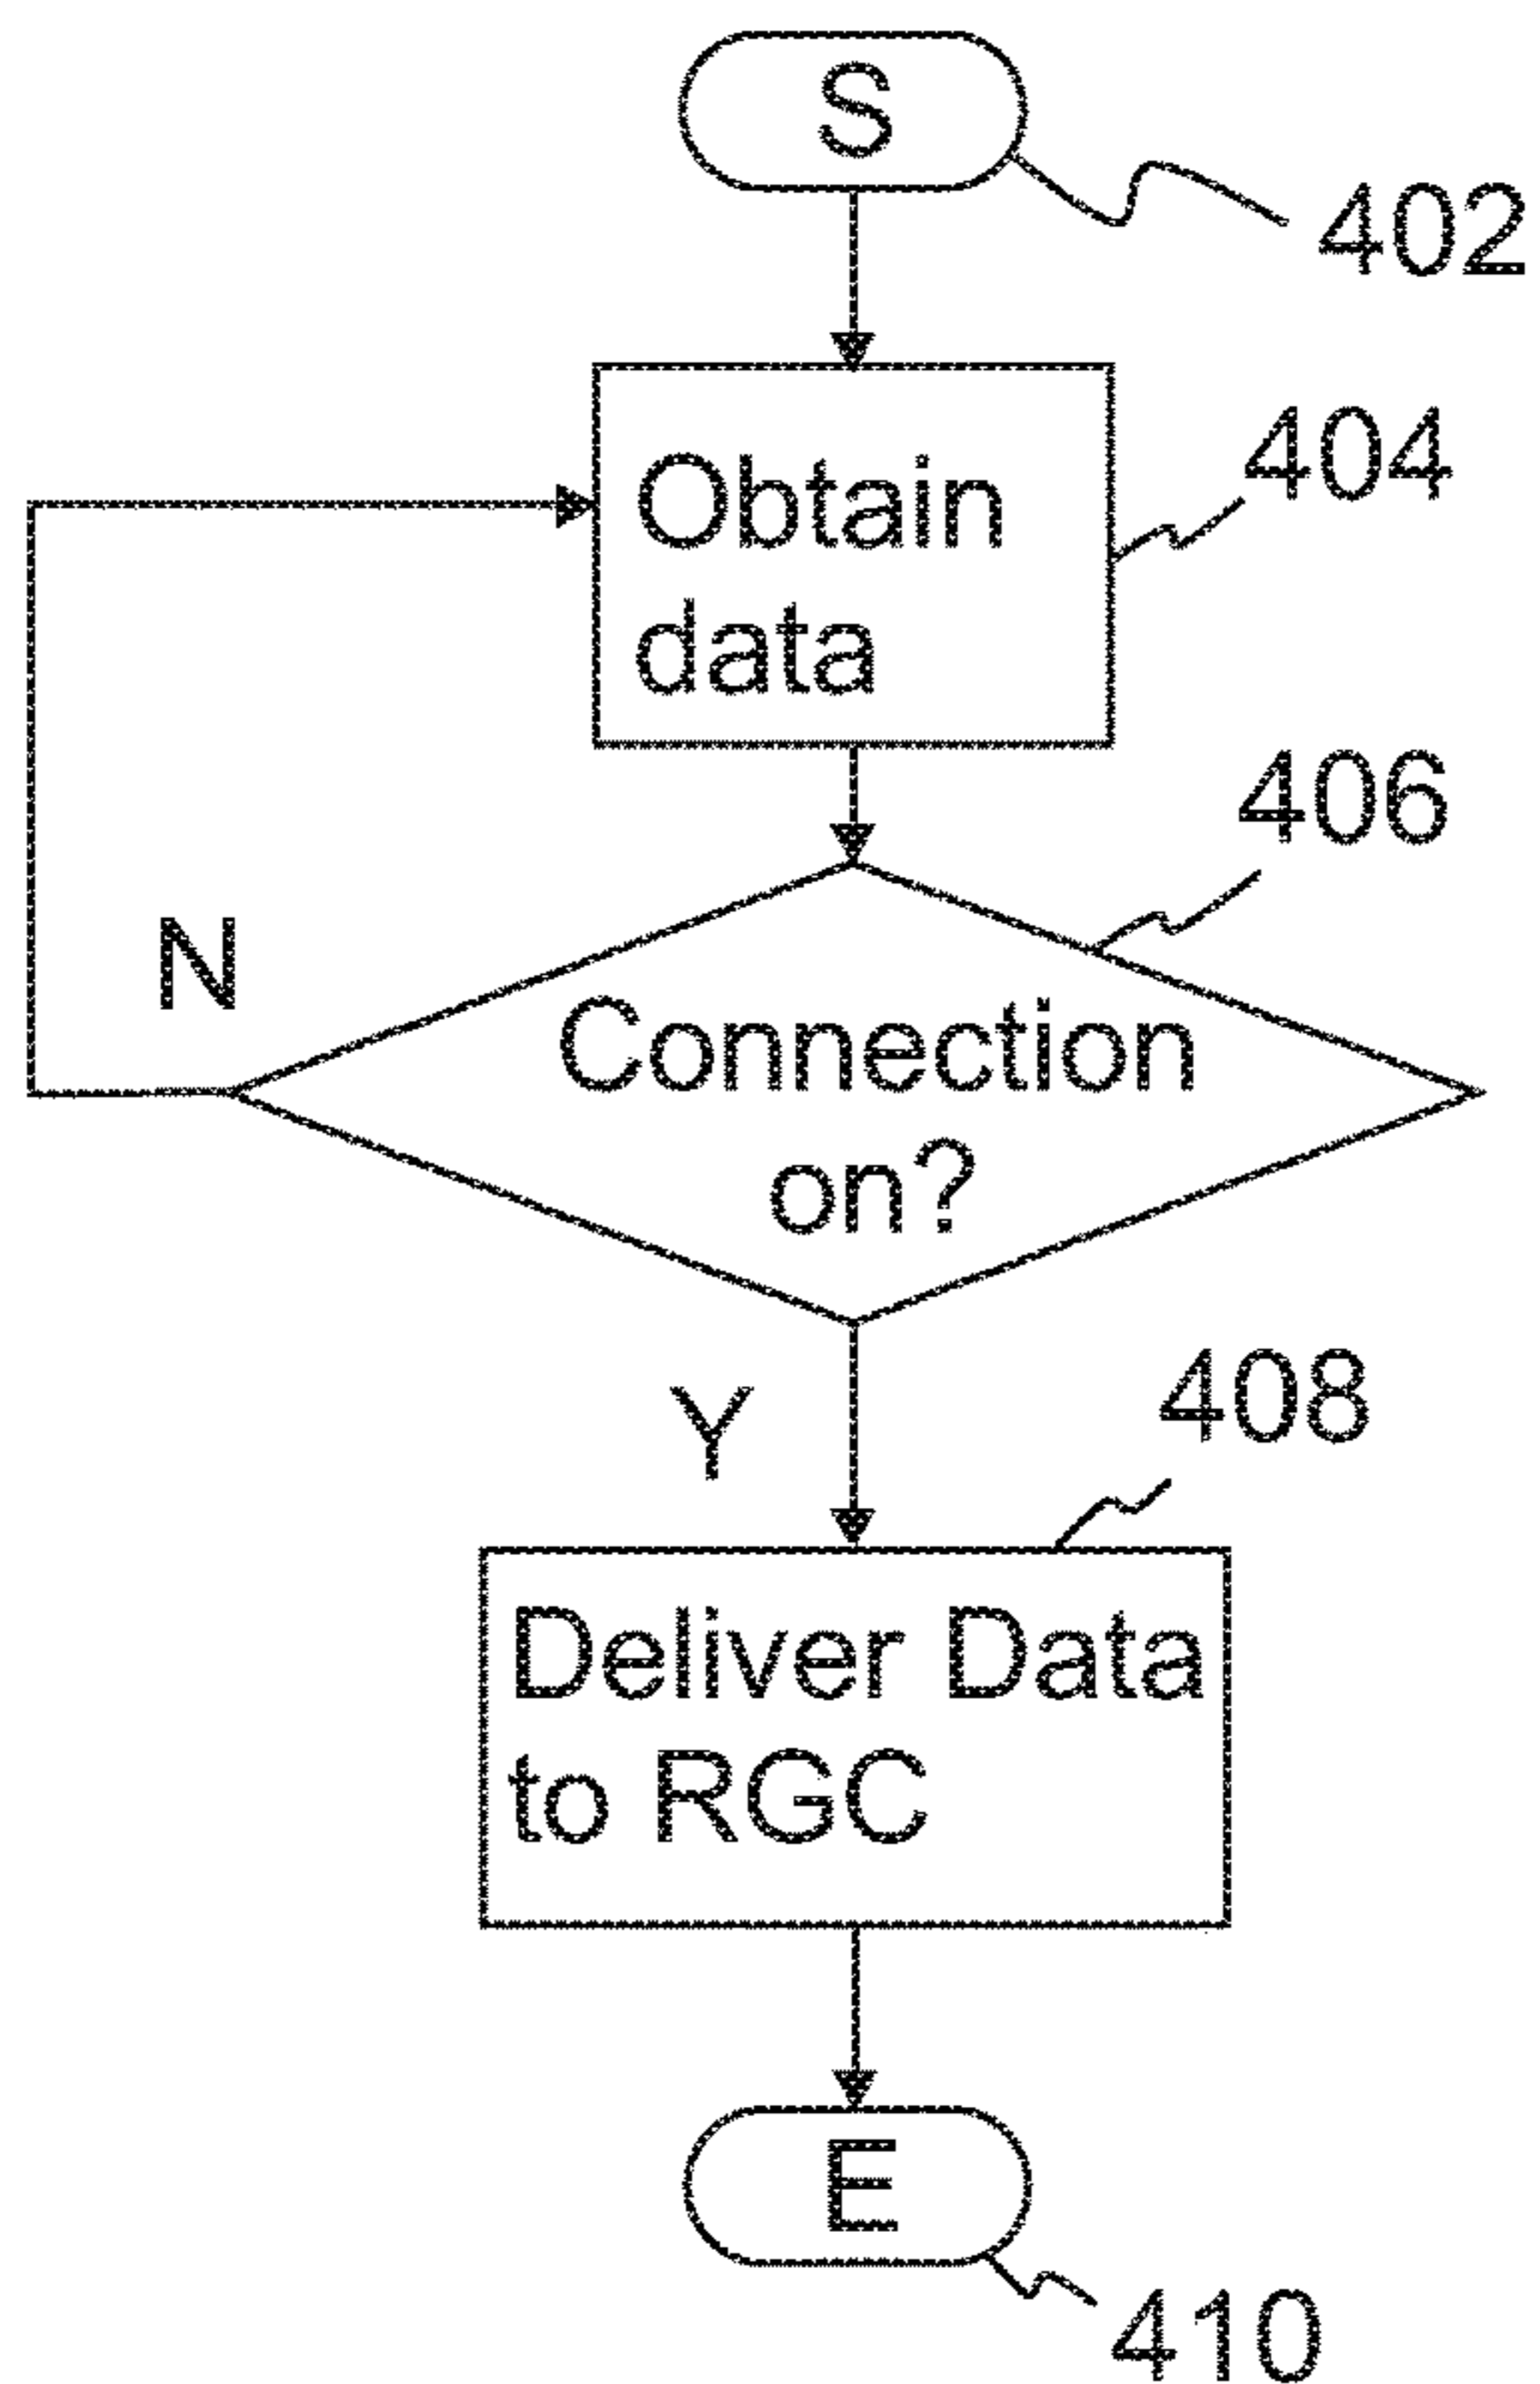 S
402
404
Obtain
data
406
N
Connection
on?
408
Y
Deliver Data
to RGC
E
410